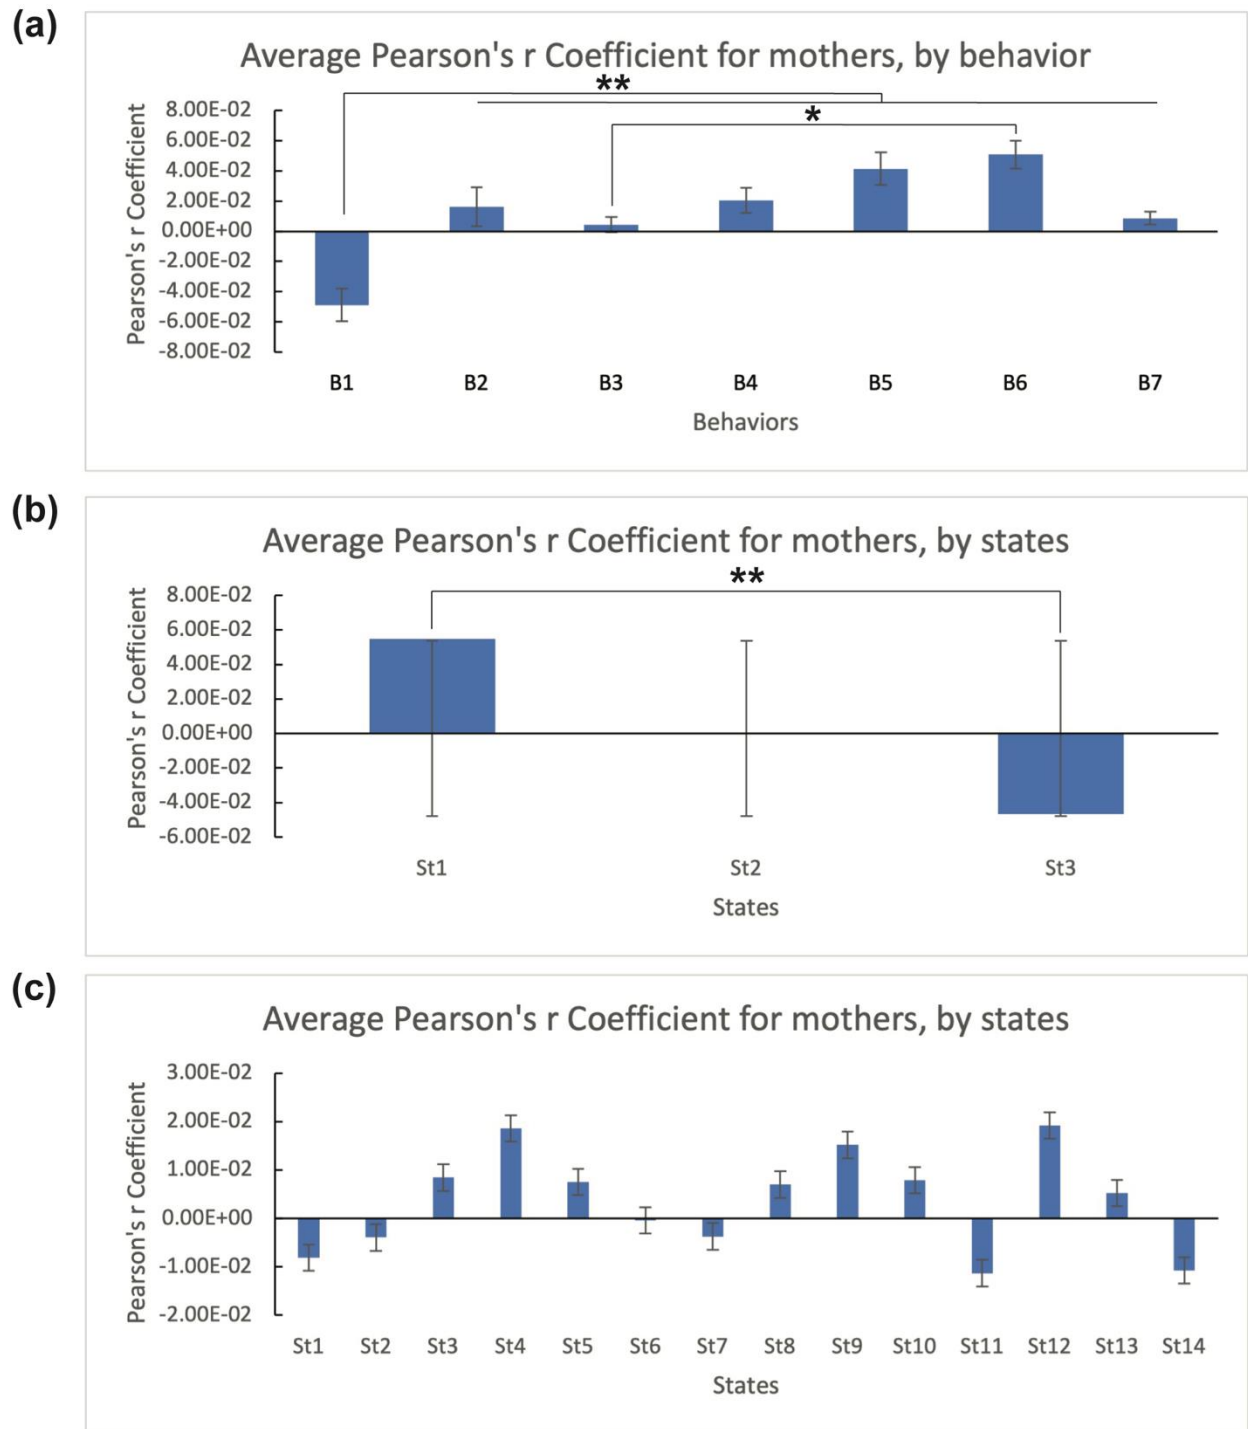 (a)
Average Pearson's r Coefficient for mothers, by behavior
**
*
Pearson's r Coefficient
8.00E-02
6.00E-02
4.00E-02
2.00E-02
0.00E+00
-2.00E-02
-4.00E-02
-6.00E-02
-8.00E-02
B1 B2 B3 B4 B5 B6 B7
Behaviors
(b)
Average Pearson's r Coefficient for mothers, by states
**
Pearson's r Coefficient
8.00E-02
6.00E-02
4.00E-02
2.00E-02
0.00E+00
-2.00E-02
-4.00E-02
-6.00E-02
St1 St2 St3
States
(c)
Average Pearson's r Coefficient for mothers, by states
Pearson's r Coefficient
3.00E-02
2.00E-02
1.00E-02
0.00E+00
-1.00E-02
-2.00E-02
St1 St2 St3 St4 St5 St6 St7 St8 St9 St10 St11 St12 St13 St14
States